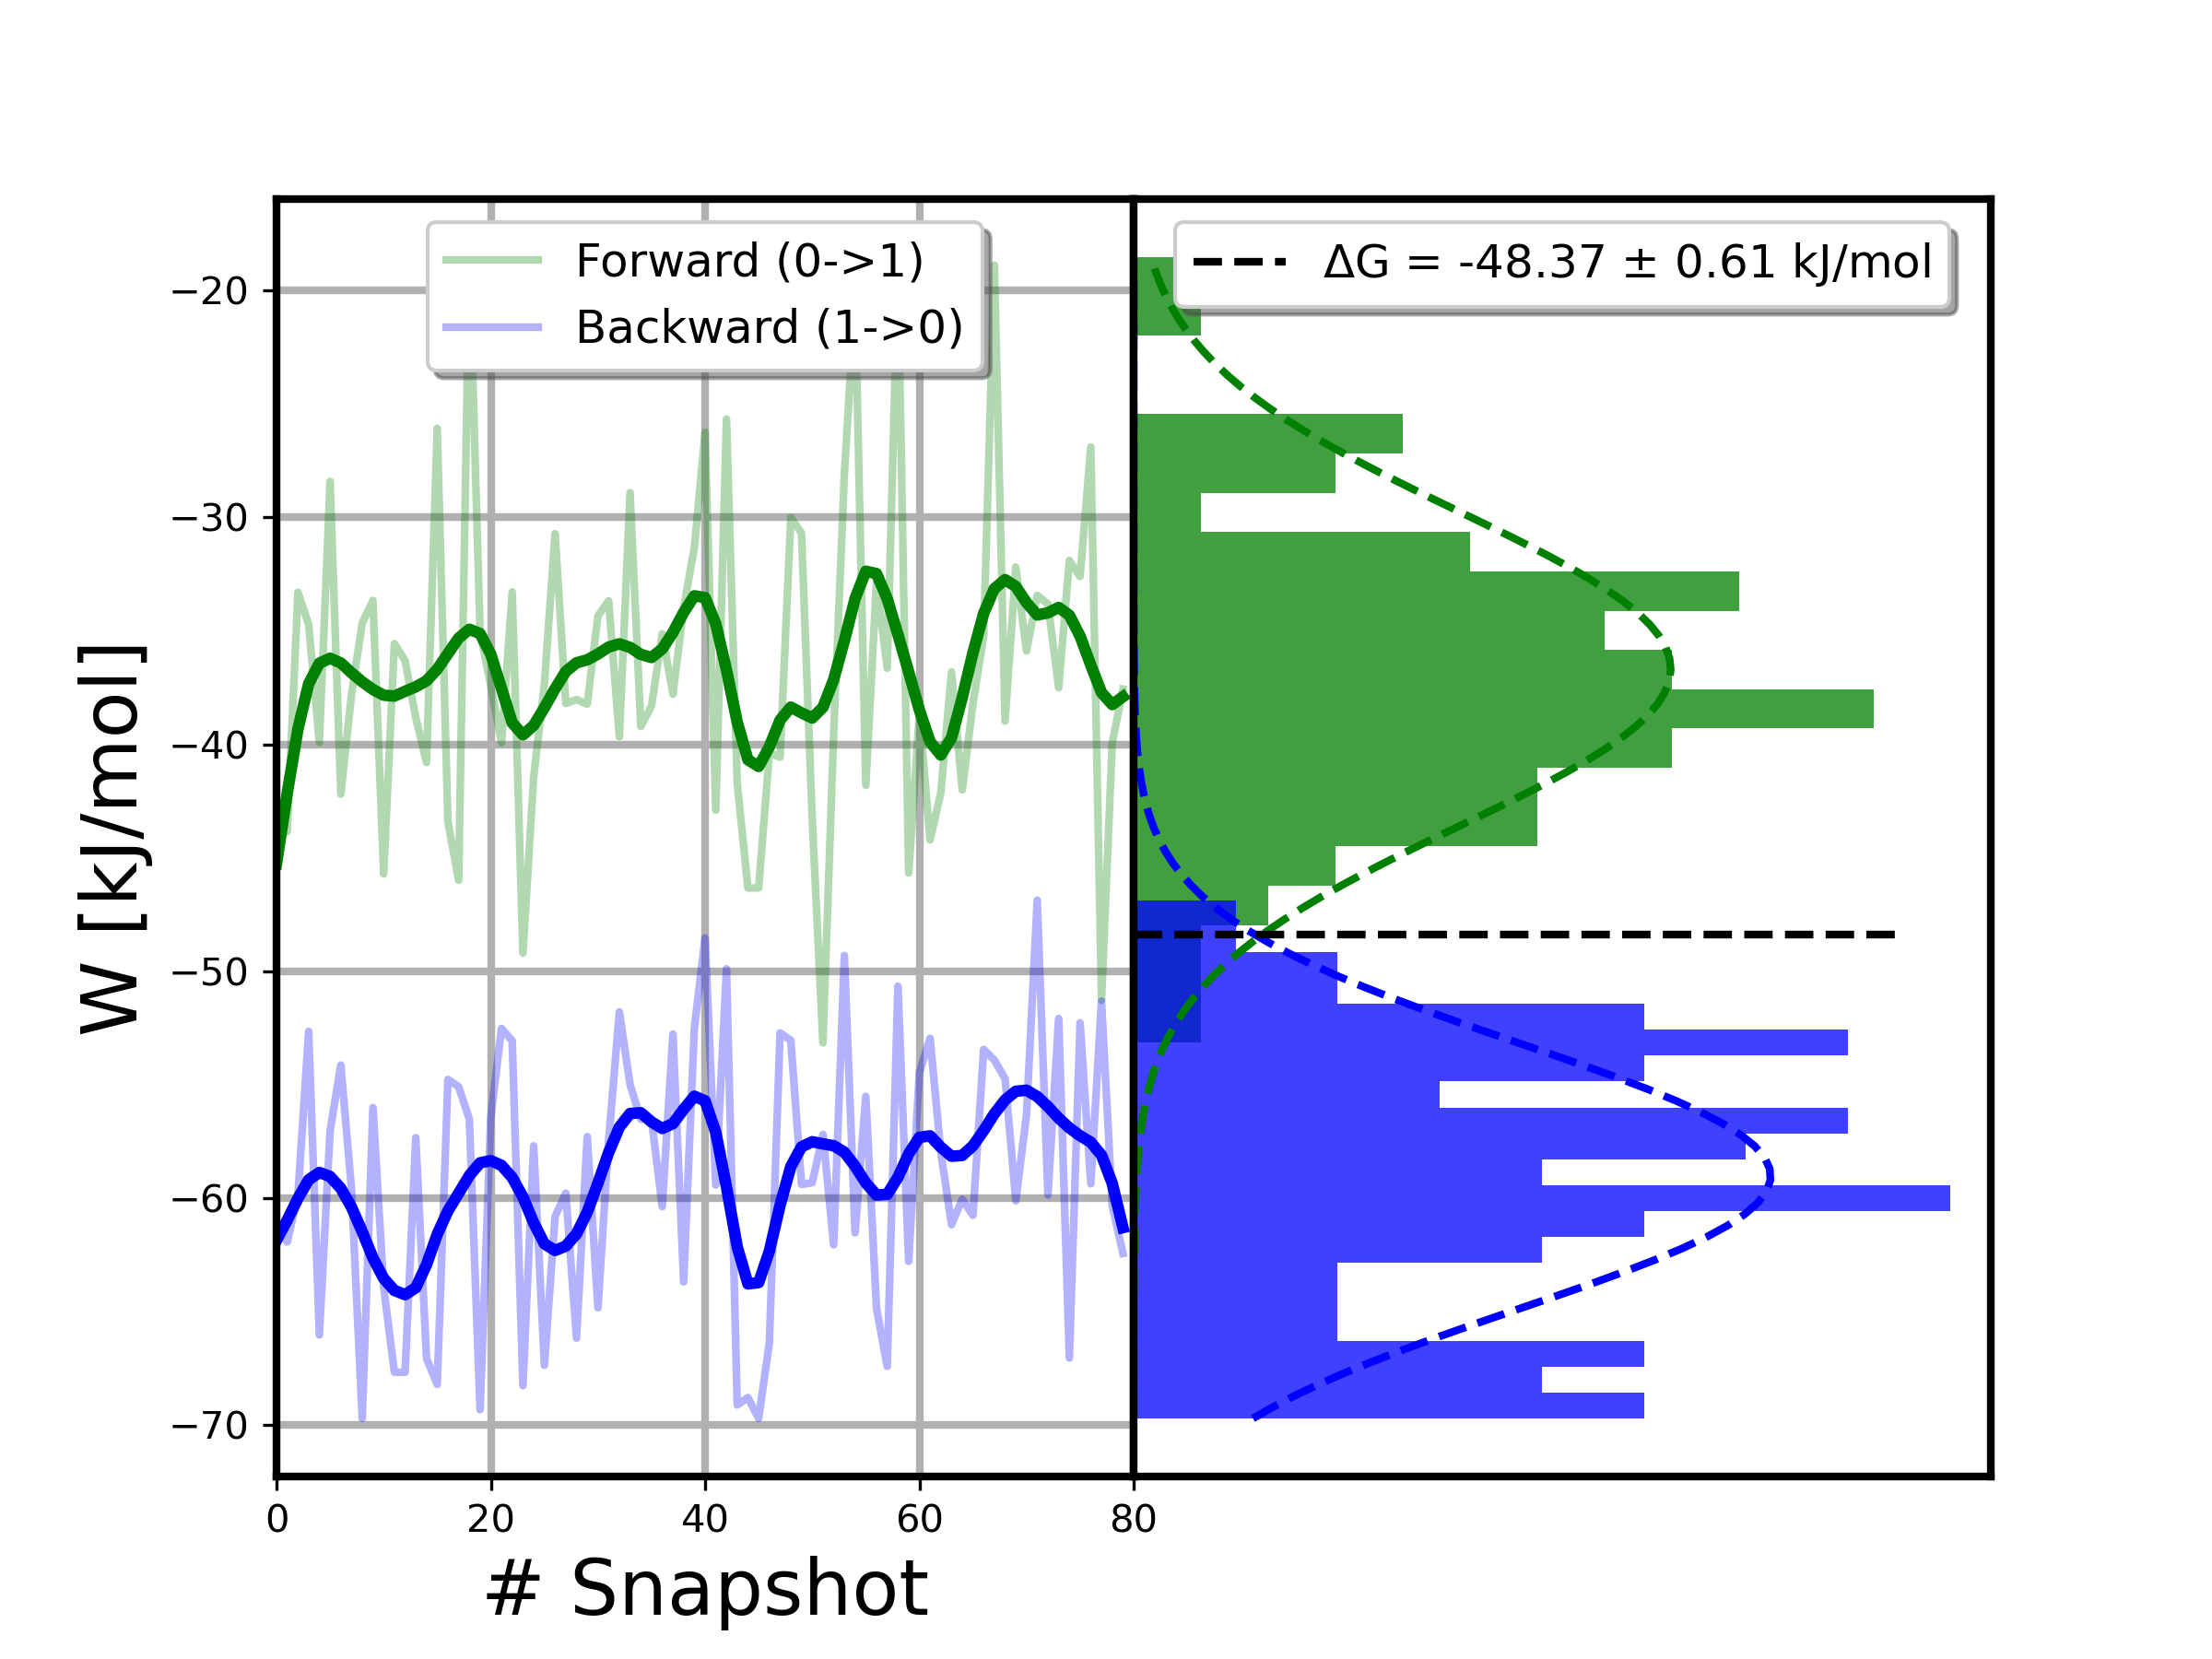 Forward (0->1)
Backward (1->0)
ΔG = -48.37 ± 0.61 kJ/mol
W [kJ/mol]
−20
−30
−40
−50
−60
−70
0
20
40
60
80
# Snapshot